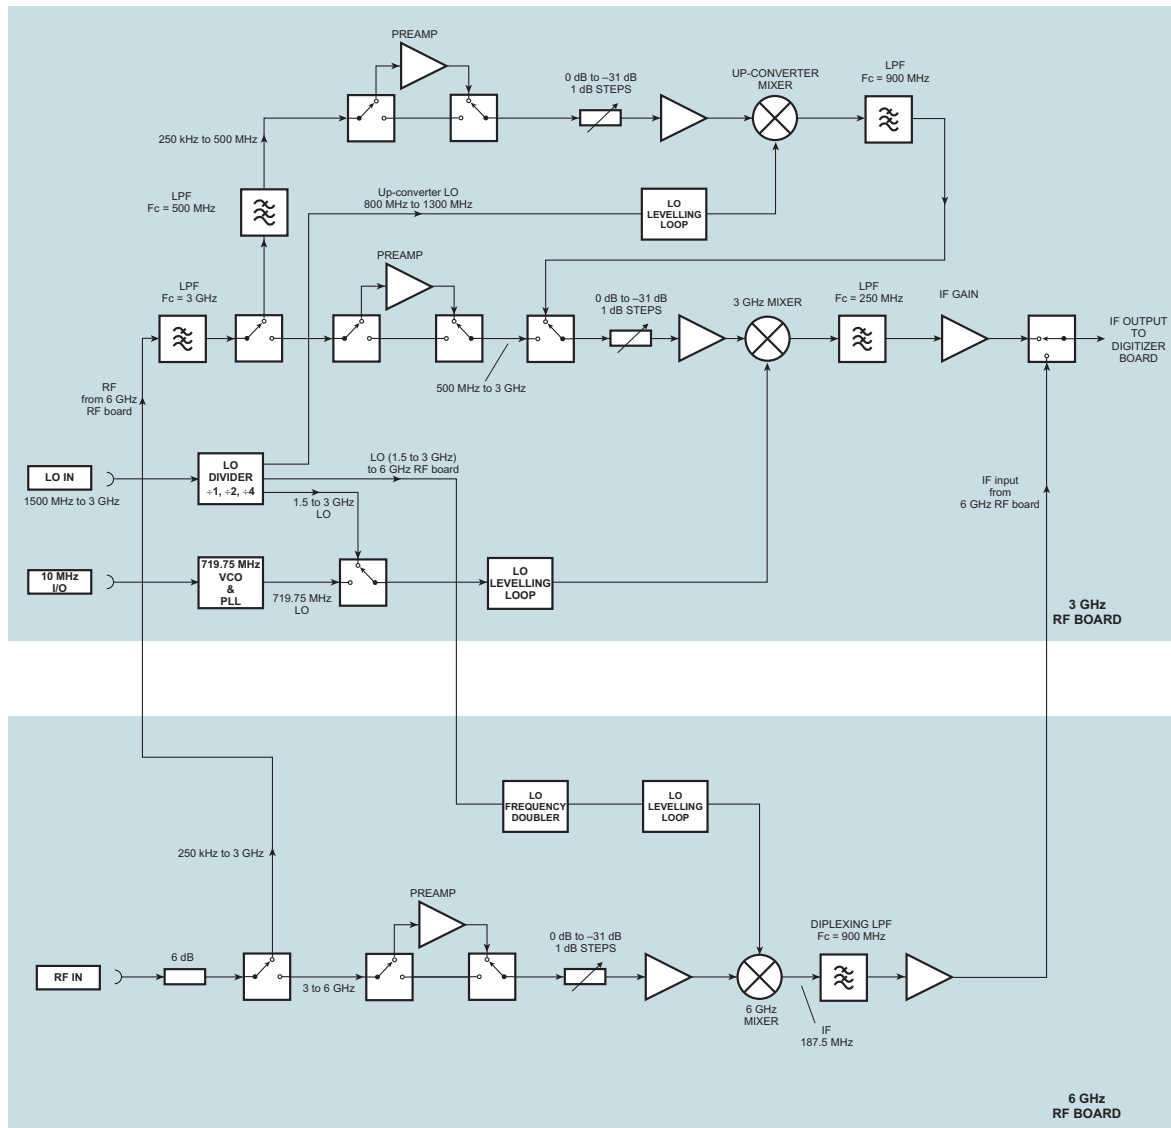 PREAMP
0 dB to –31 dB
1 dB STEPS
UP-CONVERTER
MIXER
LPF
Fc = 900 MHz
250 kHz to 500 MHz
LPF
Fc = 500 MHz
Up-converter LO
800 MHz to 1300 MHz
LO
LEVELLING
LOOP
PREAMP
LPF
Fc = 3 GHz
0 dB to –31 dB
1 dB STEPS
3 GHz MIXER
LPF
Fc = 250 MHz
IF GAIN
IF OUTPUT
TO
DIGITIZER
BOARD
500 MHz to 3 GHz
RF
from 6 GHz
RF board
LO IN
1500 MHz to 3 GHz
LO
DIVIDER
÷1, ÷2, ÷4
LO (1.5 to 3 GHz)
to 6 GHz RF board
1.5 to 3 GHz
LO
IF input
from
6 GHz RF board
10 MHz
I/O
719.75 MHz
VCO
&
PLL
719.75 MHz
LO
LO
LEVELLING
LOOP
3 GHz
RF BOARD
LO
FREQUENCY
DOUBLER
LO
LEVELLING
LOOP
250 kHz to 3 GHz
PREAMP
RF IN
6 dB
3 to 6 GHz
0 dB to –31 dB
1 dB STEPS
6 GHz
MIXER
DIPLEXING LPF
Fc = 900 MHz
IF
187.5 MHz
6 GHz
RF BOARD